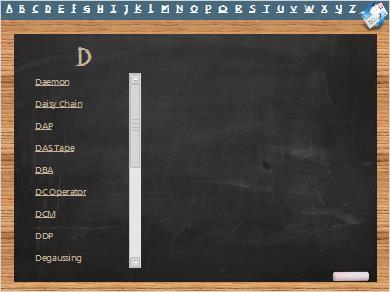 A B C D E F G H I J K L M N O P Q R S T U V W X Y Z
D
Daemon
Daisy Chain
DAP
DAS Tape
DBA
DC Operator
DCM
DDP
Degaussing